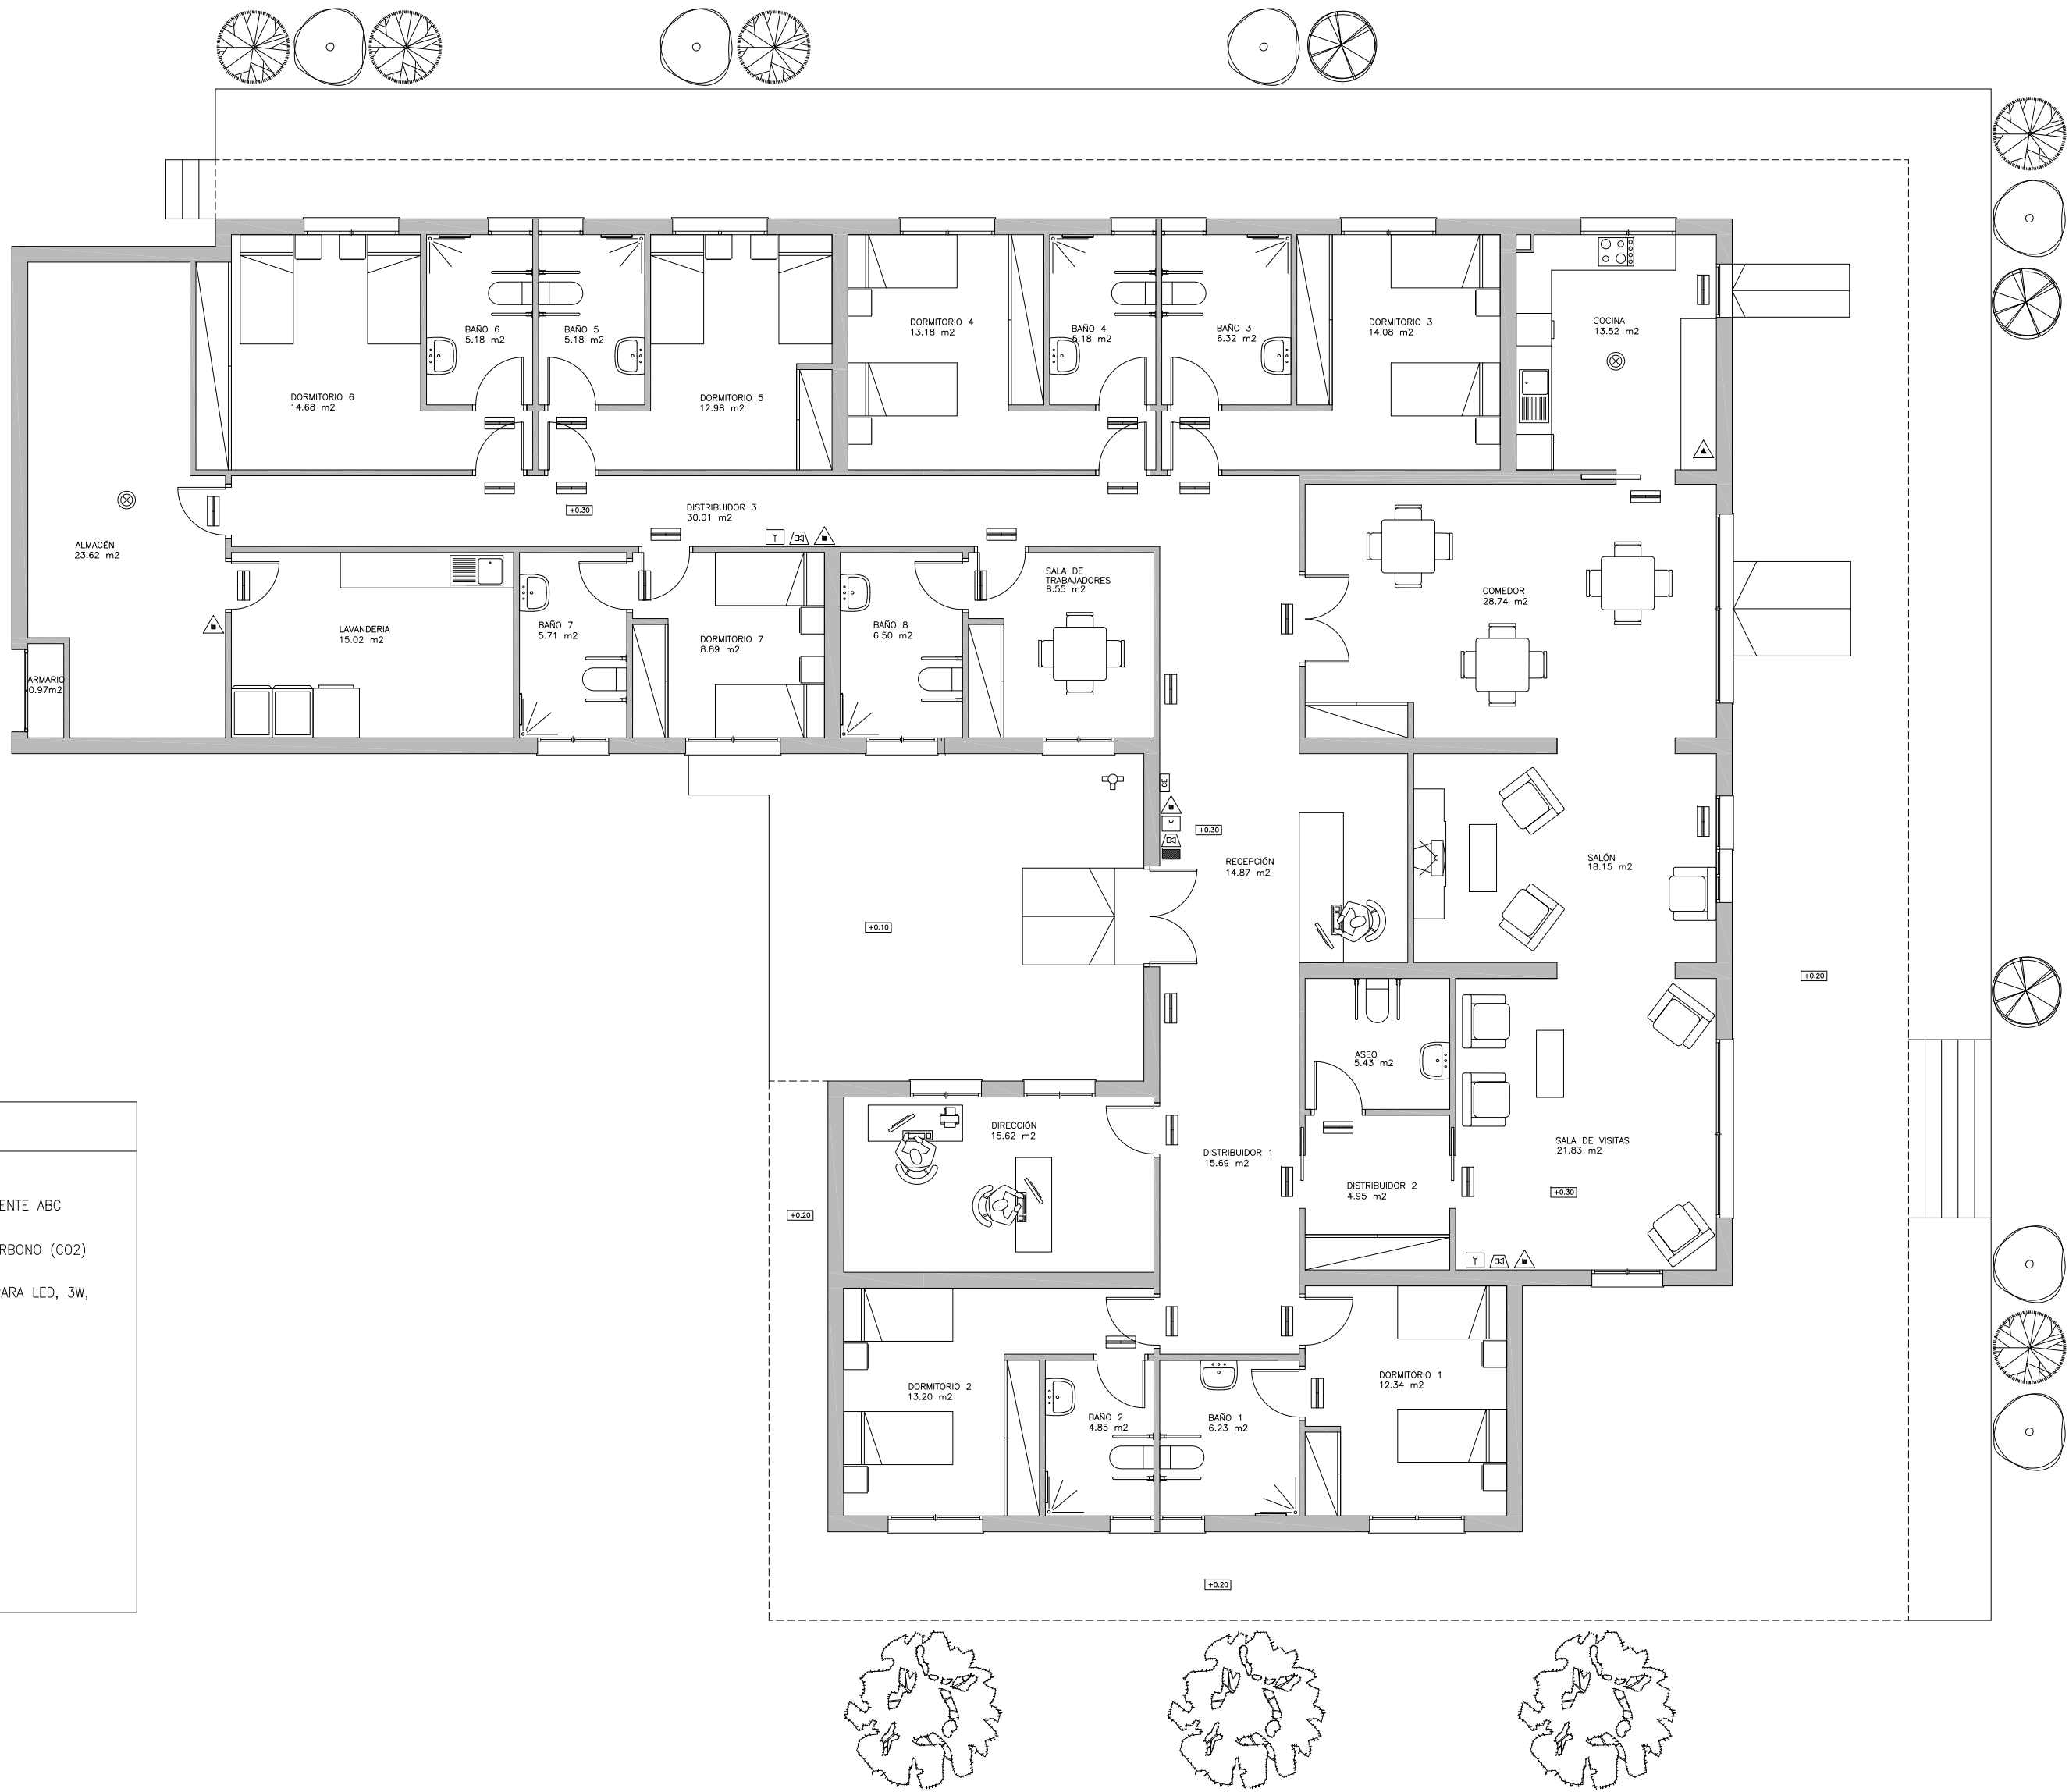 BAÑO 6
5.18 m2
BAÑO 5
5.18 m2
DORMITORIO 4
13.18 m2
BAÑO 4
5.18 m2
BAÑO 3
6.32 m2
DORMITORIO 3
14.08 m2
COCINA
13.52 m2
DORMITORIO 6
14.68 m2
DORMITORIO 5
12.98 m2
+0.30
DISTRIBUIDOR 3
30.01 m2
ALMACÉN
23.62 m2
SALA DE
TRABAJADORES
8.55 m2
COMEDOR
28.74 m2
LAVANDERIA
15.02 m2
BAÑO 7
5.71 m2
DORMITORIO 7
8.89 m2
BAÑO 8
6.50 m2
ARMARIO
0.97m2
CE
+0.30
RECEPCIÓN
14.87 m2
SALÓN
18.15 m2
+0.10
+0.20
ASEO
5.43 m2
DIRECCIÓN
15.62 m2
DISTRIBUIDOR 1
15.69 m2
SALA DE VISITAS
21.83 m2
DISTRIBUIDOR 2
4.95 m2
+0.30
+0.20
ENTE ABC
RBONO (CO2)
PARA LED, 3W,
DORMITORIO 2
13.20 m2
BAÑO 2
4.85 m2
BAÑO 1
6.23 m2
DORMITORIO 1
12.34 m2
+0.20